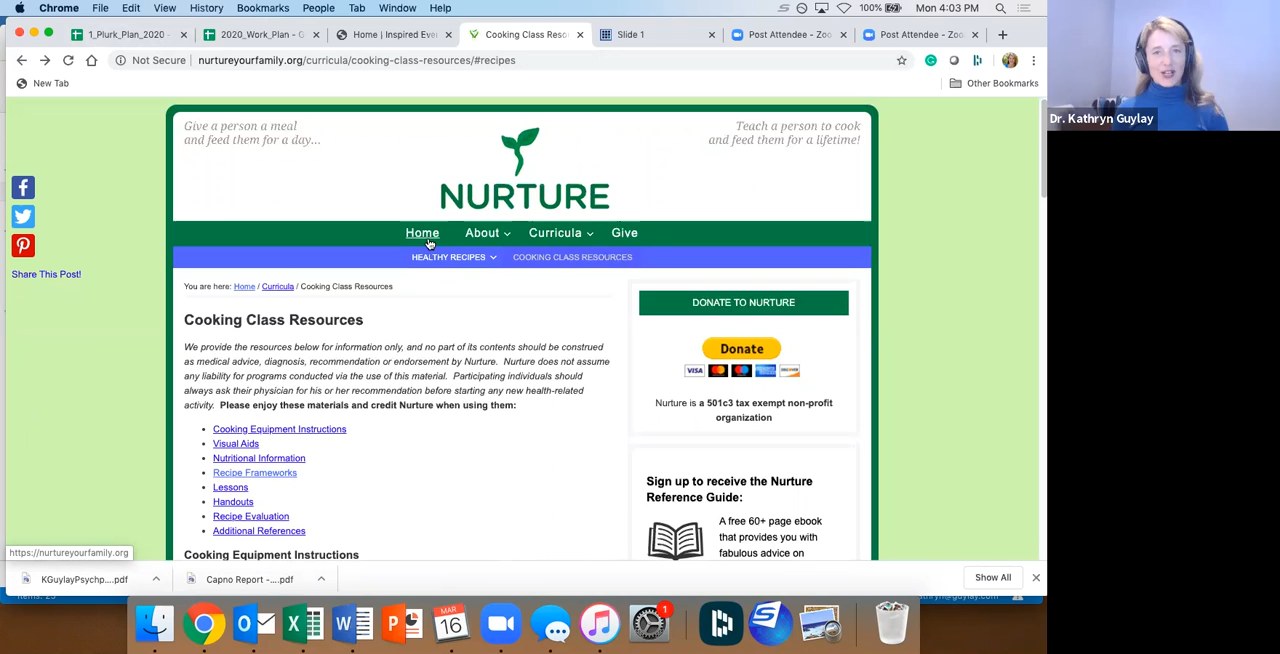 Chrome File Edit View History Bookmarks People Tab Window Help 100% Mon 4:03 PM
1_Plurk_Plan_2020 - 2020_Work_Plan - G Home | Inspired Eve Cooking Class Reso Slide 1 Post Attendee - Zoo Post Attendee - Zoo
Not Secure | nurtureyourfamily.org/curricula/cooking-class-resources/#recipes
New Tab Other Bookmarks
Dr. Kathryn Guylay
Give a person a meal
and feed them for a day...
Teach a person to cook
and feed them for a lifetime!
NURTURE
Home About Curricula Give
HEALTHY RECIPES COOKING CLASS RESOURCES
Share This Post!
You are here: Home / Curricula / Cooking Class Resources
Cooking Class Resources
We provide the resources below for information only, and no part of its contents should be construed
as medical advice, diagnosis, recommendation or endorsement by Nurture. Nurture does not assume
any liability for programs conducted via the use of this material. Participating individuals should
always ask their physician for his or her recommendation before starting any new health-related
activity. Please enjoy these materials and credit Nurture when using them:
Cooking Equipment Instructions
Visual Aids
Nutritional Information
Recipe Frameworks
Lessons
Handouts
Recipe Evaluation
Additional References
Cooking Equipment Instructions
DONATE TO NURTURE
Donate
VISA DISCOVER
Nurture is a 501c3 tax exempt non-profit
organization
Sign up to receive the Nurture
Reference Guide:
A free 60+ page ebook
that provides you with
fabulous advice on
https://nurtureyourfamily.org
KGuylayPsychp....pdf Capno Report -....pdf Show All
MAR
16
1